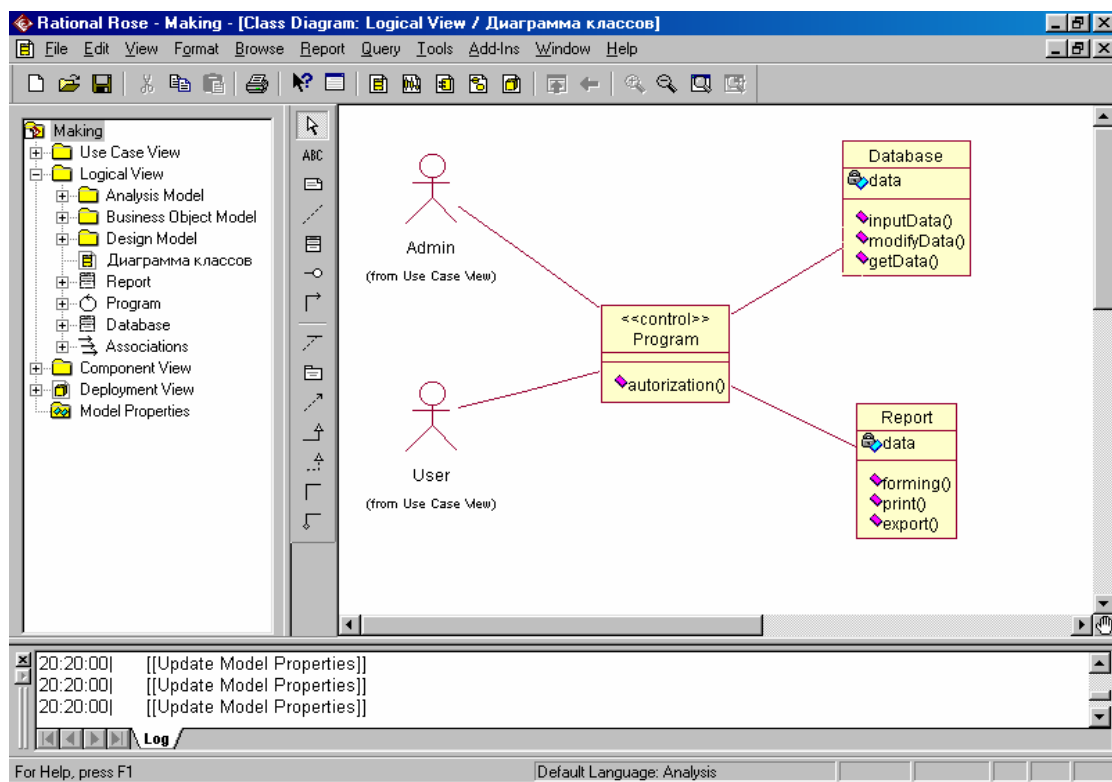 Rational Rose - Making - [Class Diagram: Logical View / Диаграмма классов]
File Edit View Format Browse Report Query Tools Add-Ins Window Help
Making
Use Case View
Logical View
Analysis Model
Business Object Model
Design Model
Диаграмма классов
Report
Program
Database
Associations
Component View
Deployment View
Model Properties
ABC
Admin
(from Use Case View)
User
(from Use Case View)
<<control>>
Program
autorization()
Database
data
inputData()
modifyData()
getData()
Report
data
forming()
print()
export()
20:20:00| [[Update Model Properties]]
20:20:00| [[Update Model Properties]]
20:20:00| [[Update Model Properties]]
Log
For Help, press F1 Default Language: Analysis